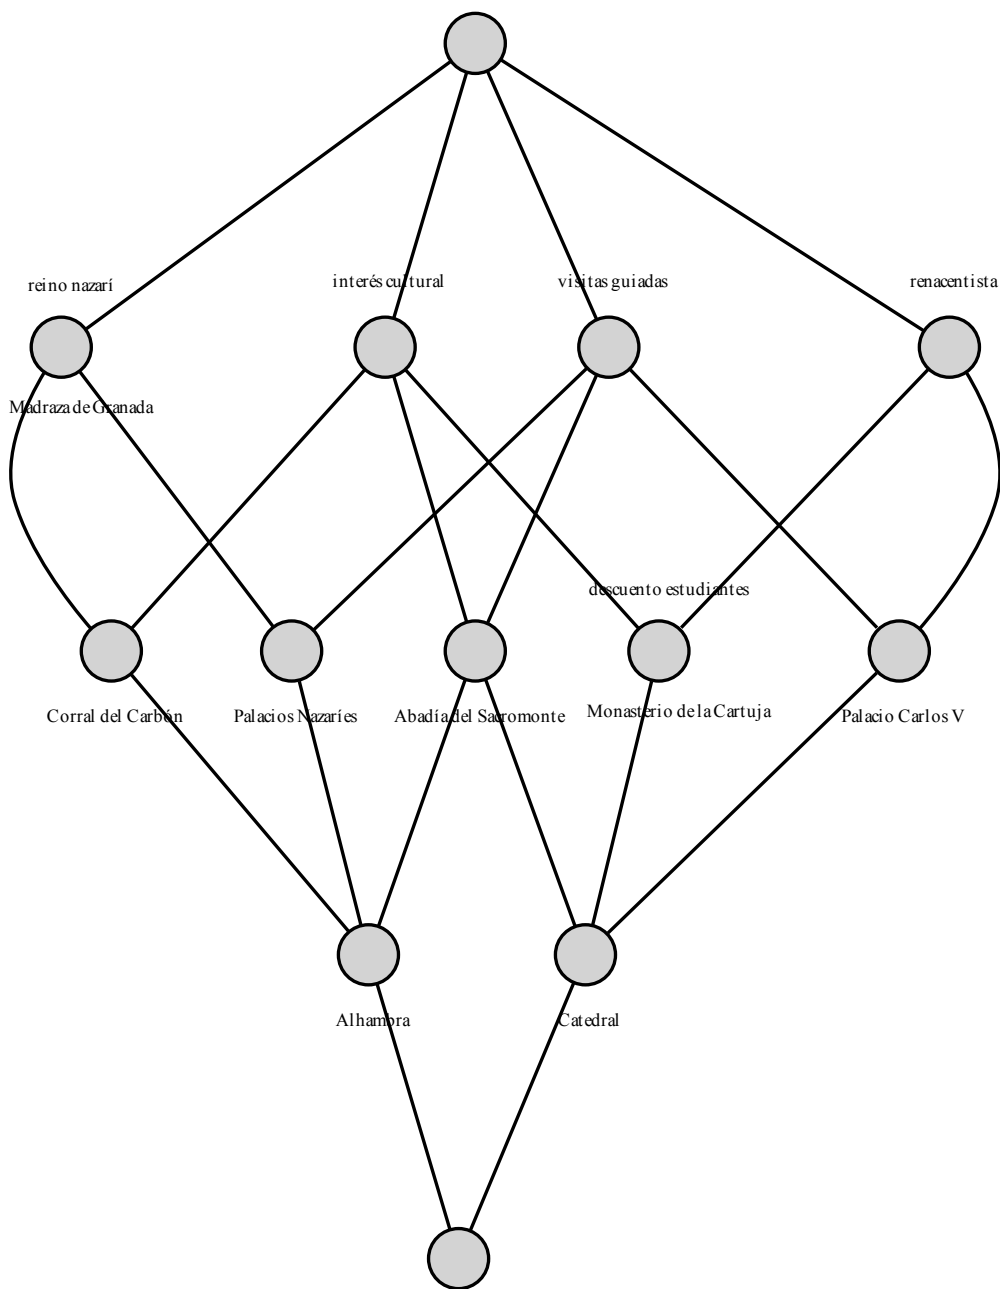 reino nazarí
interés cultural
visitas guiadas
renacentista
Madraza de Granada
descuento estudiantes
Corral del Carbón
Palacios Nazaríes
Abadía del Sacromonte
Monasterio de la Cartuja
Palacio Carlos V
Alhambra
Catedral